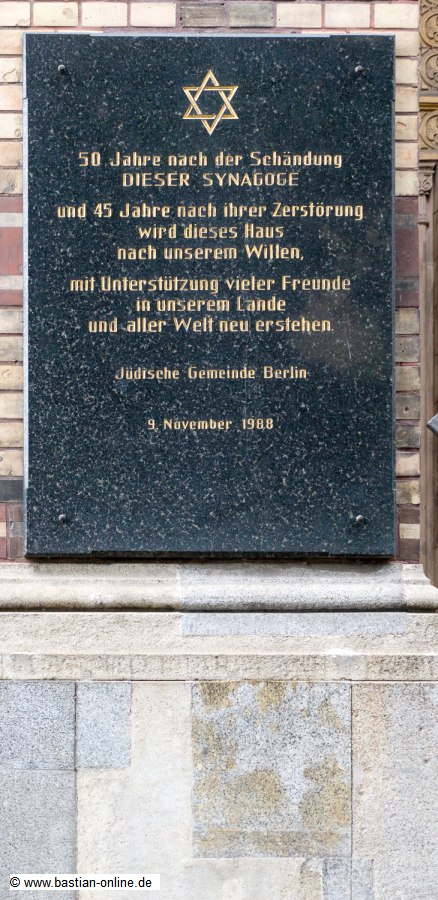 50 Jahre nach der Schändung
DIESER SYNAGOGE
und 45 Jahre nach ihrer Zerstörung
wird dieses Haus
nach unserem Willen,
mit Unterstützung vieler Freunde
in unserem Lande
und aller Welt neu erstehen.
Jüdische Gemeinde Berlin
9. November 1988
© www.bastian-online.de